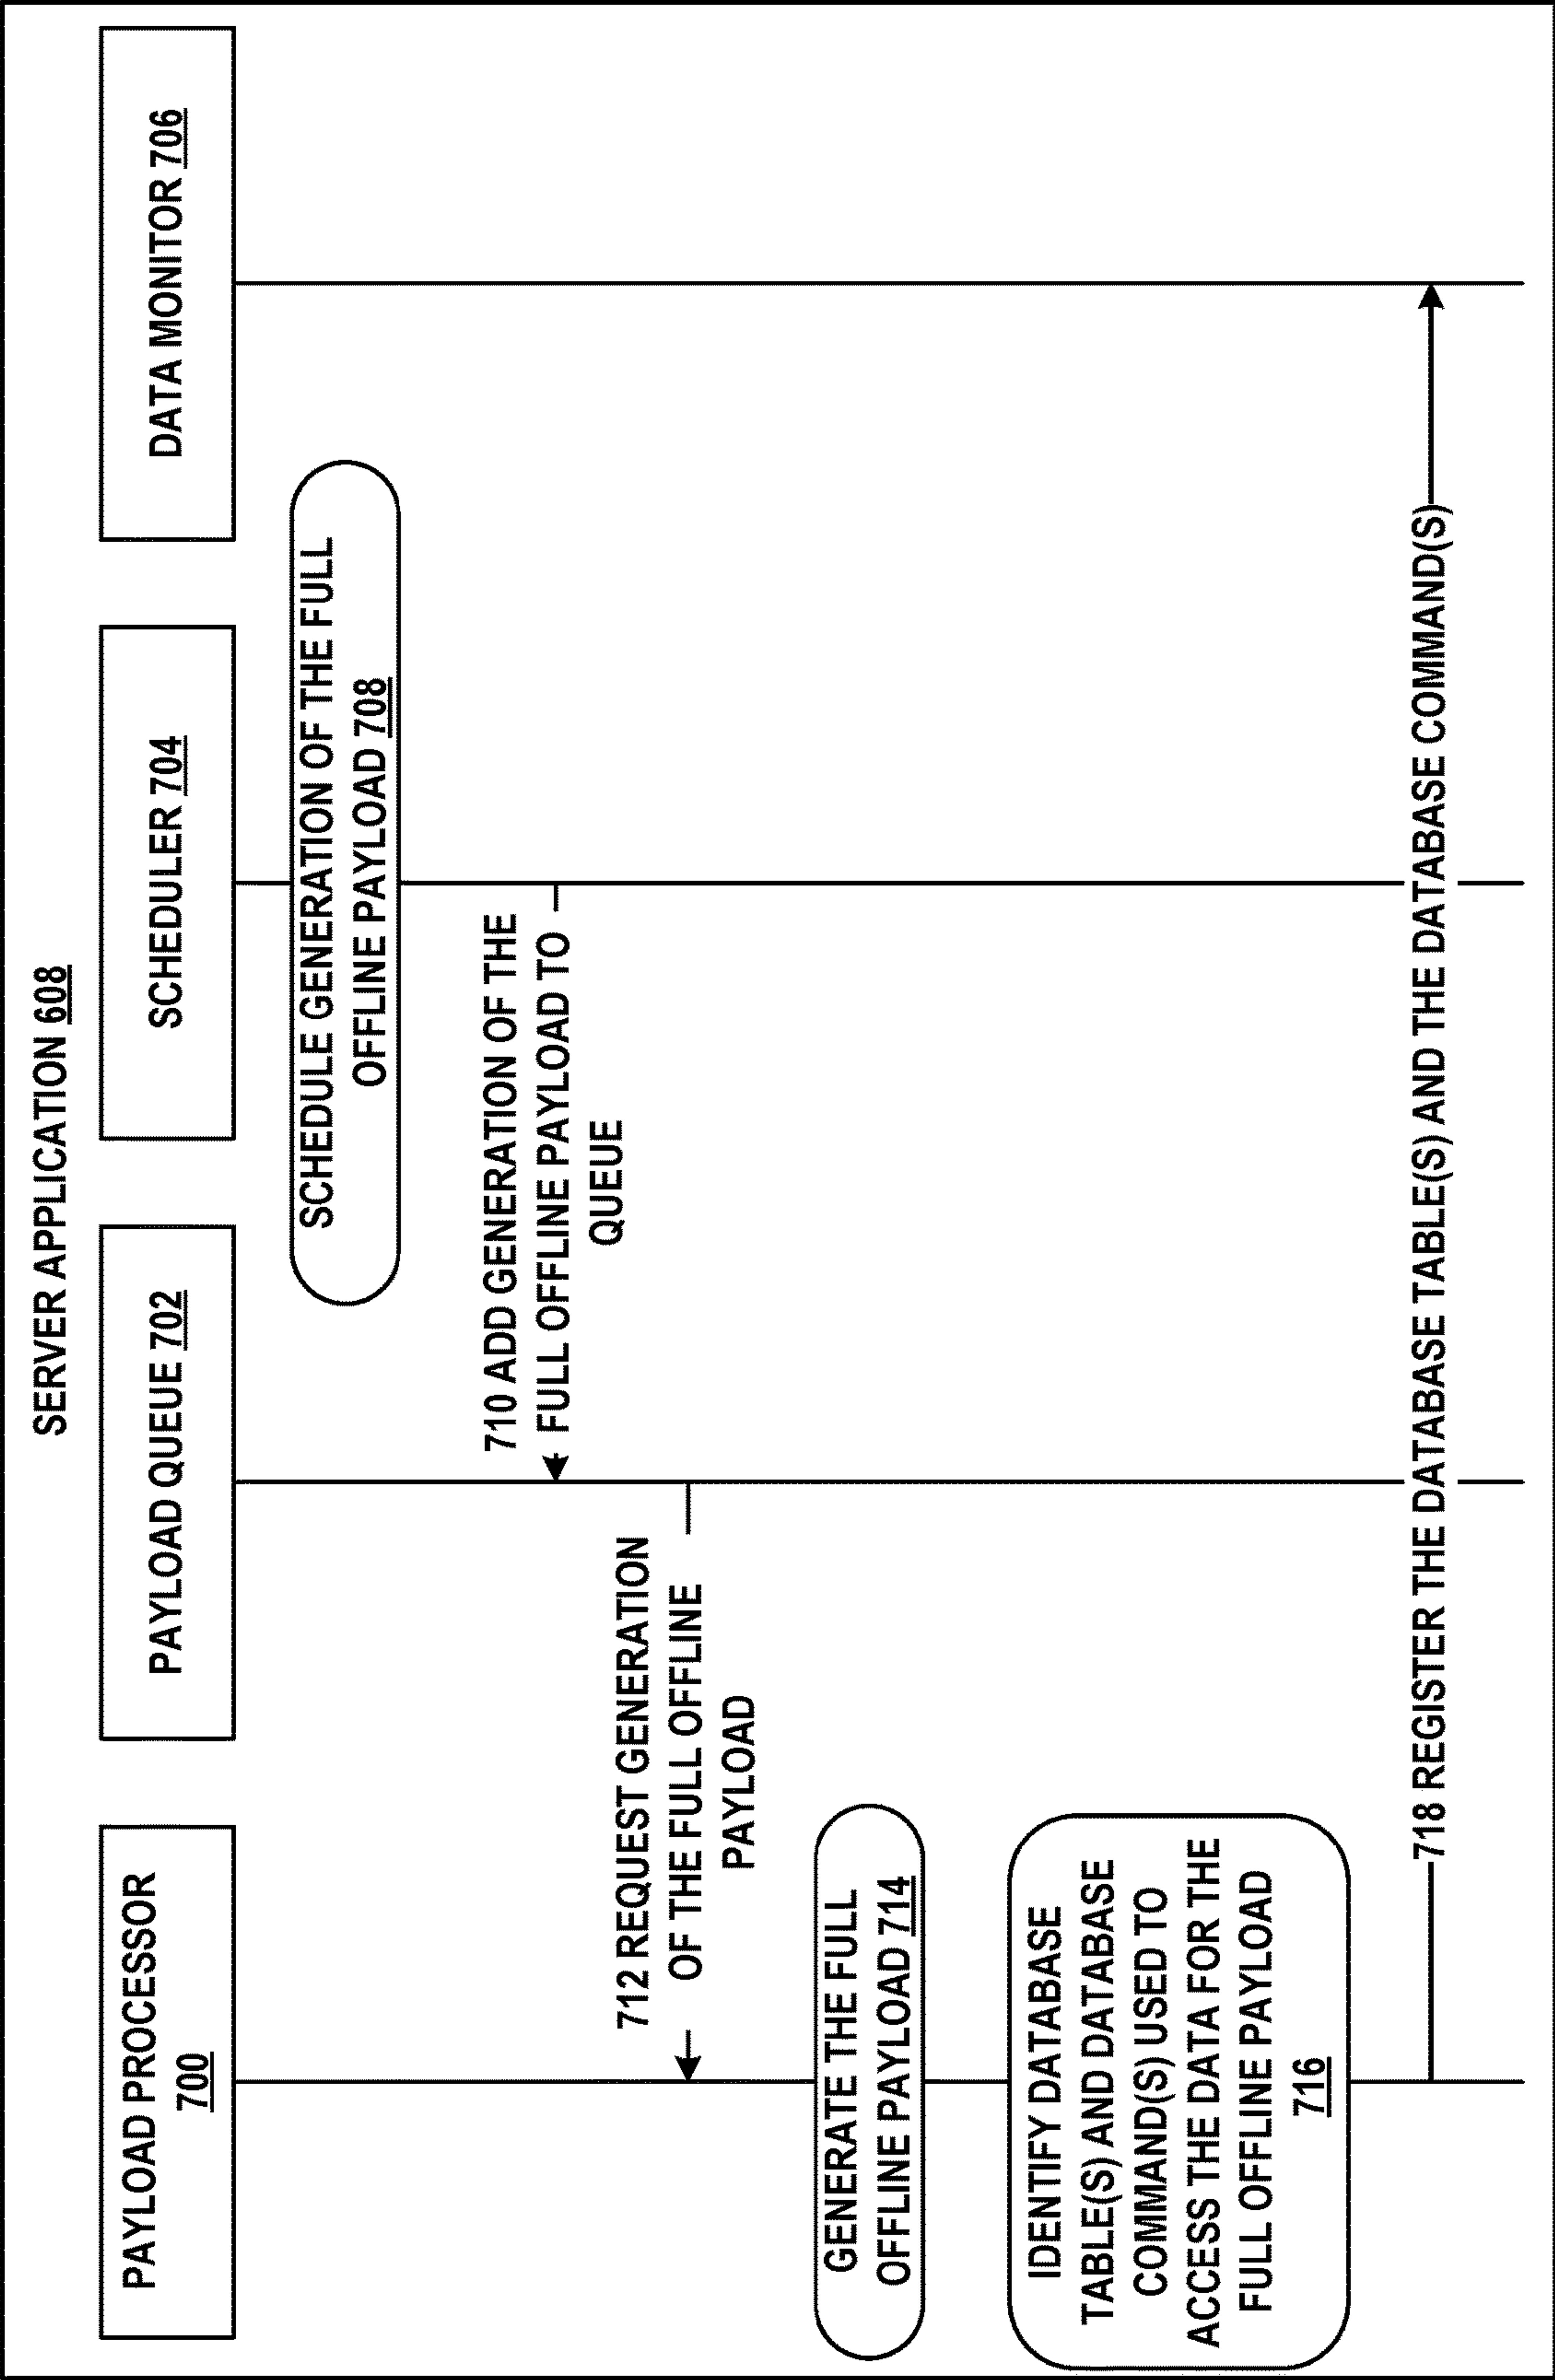 SERVER APPLICATION 608
PAYLOAD PROCESSOR
700
PAYLOAD QUEUE 702
SCHEDULER 704
DATA MONITOR 706
SCHEDULE GENERATION OF THE FULL
OFFLINE PAYLOAD 708
710 ADD GENERATION OF THE
FULL OFFLINE PAYLOAD TO
QUEUE
712 REQUEST GENERATION
OF THE FULL OFFLINE
PAYLOAD
GENERATE THE FULL
OFFLINE PAYLOAD 714
IDENTIFY DATABASE
TABLE(S) AND DATABASE
COMMAND(S) USED TO
ACCESS THE DATA FOR THE
FULL OFFLINE PAYLOAD
716
718 REGISTER THE DATABASE TABLE(S) AND THE DATABASE COMMAND(S)